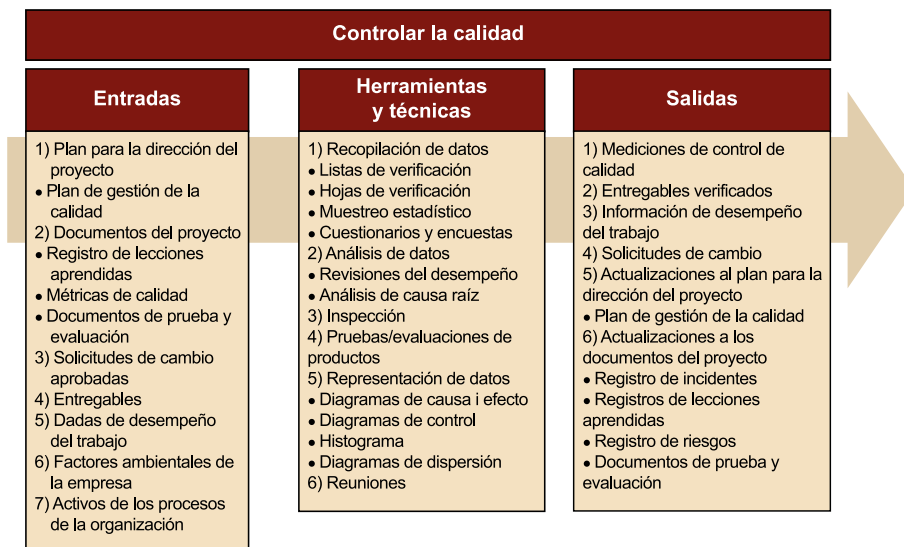 Controlar la calidad
Entradas
1) Plan para la dirección del
proyecto
• Plan de gestión de la
calidad
2) Documentos del proyecto
• Registro de lecciones
aprendidas
• Métricas de calidad
• Documentos de prueba y
evaluación
3) Solicitudes de cambio
aprobadas
4) Entregables
5) Dadas de desempeño
del trabajo
6) Factores ambientales de
la empresa
7) Activos de los procesos
de la organización
Herramientas
y técnicas
1) Recopilación de datos
• Listas de verificación
• Hojas de verificación
• Muestreo estadístico
• Cuestionarios y encuestas
2) Análisis de datos
• Revisiones del desempeño
• Análisis de causa raíz
3) Inspección
4) Pruebas/evaluaciones de
productos
5) Representación de datos
• Diagramas de causa i efecto
• Diagramas de control
• Histograma
• Diagramas de dispersión
6) Reuniones
Salidas
1) Mediciones de control de
calidad
2) Entregables verificados
3) Información de desempeño
del trabajo
4) Solicitudes de cambio
5) Actualizaciones al plan para la
dirección del proyecto
• Plan de gestión de la calidad
6) Actualizaciones a los
documentos del proyecto
• Registro de incidentes
• Registros de lecciones
aprendidas
• Registro de riesgos
• Documentos de prueba y
evaluación